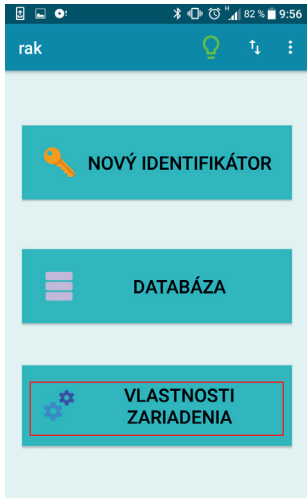 82 % 9:56
rak
NOVÝ IDENTIFIKÁTOR
DATABÁZA
VLASTNOSTI
ZARIADENIA